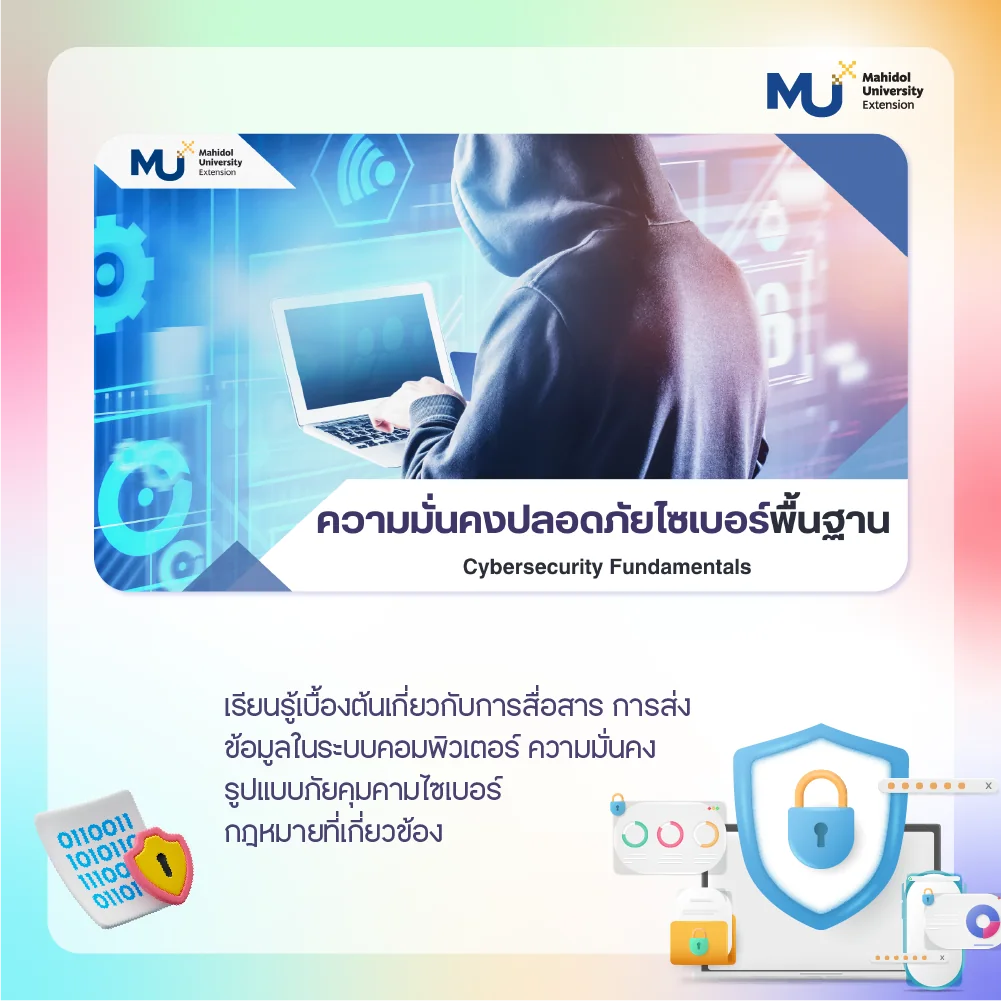 Mahidol
University
Extension
Mahidol
University
Extension
ความมั่นคงปลอดภัยไซเบอร์พื้นฐาน
Cybersecurity Fundamentals
เรียนรู้เบื้องต้นเกี่ยวกับการสื่อสาร การส่ง
ข้อมูลในระบบคอมพิวเตอร์ ความมั่นคง
รูปแบบภัยคุมคามไซเบอร์
กฎหมายที่เกี่ยวข้อง
0110011